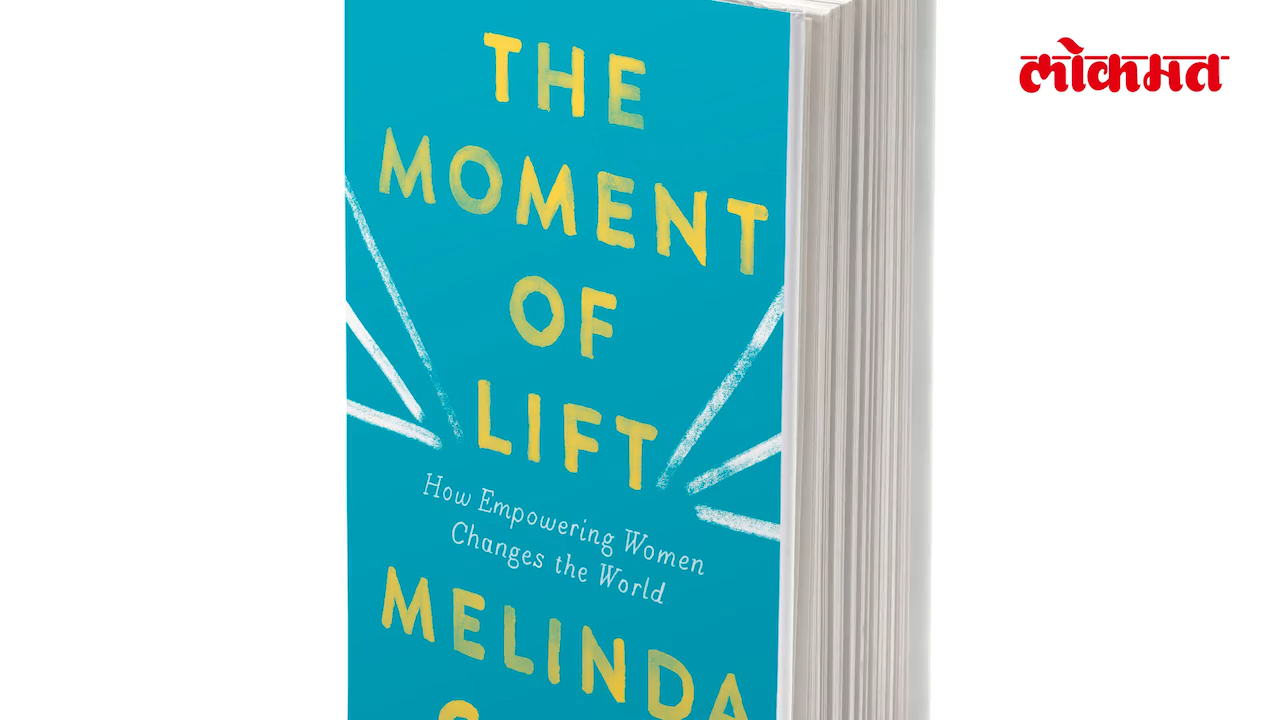 लोकमत
THE
MOMENT
OF
LIFT
How Empowering Women
Changes the World
MELINDA